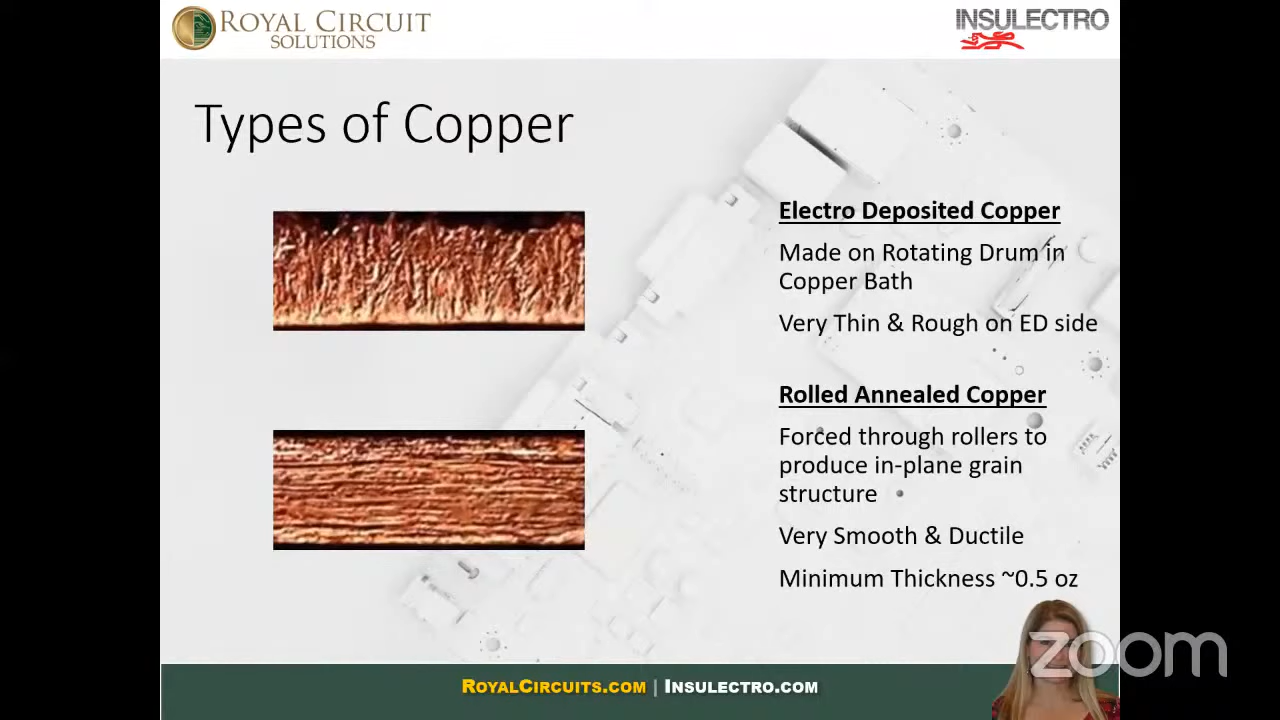 ROYAL CIRCUIT
SOLUTIONS
INSULECTRO
Types of Copper
Electro Deposited Copper
Made on Rotating Drum in
Copper Bath
Very Thin & Rough on ED side
Rolled Annealed Copper
Forced through rollers to
produce in-plane grain
structure
Very Smooth & Ductile
Minimum Thickness ~0.5 oz
zoom
ROYALCIRCUITS.COM | INSULECTRO.COM